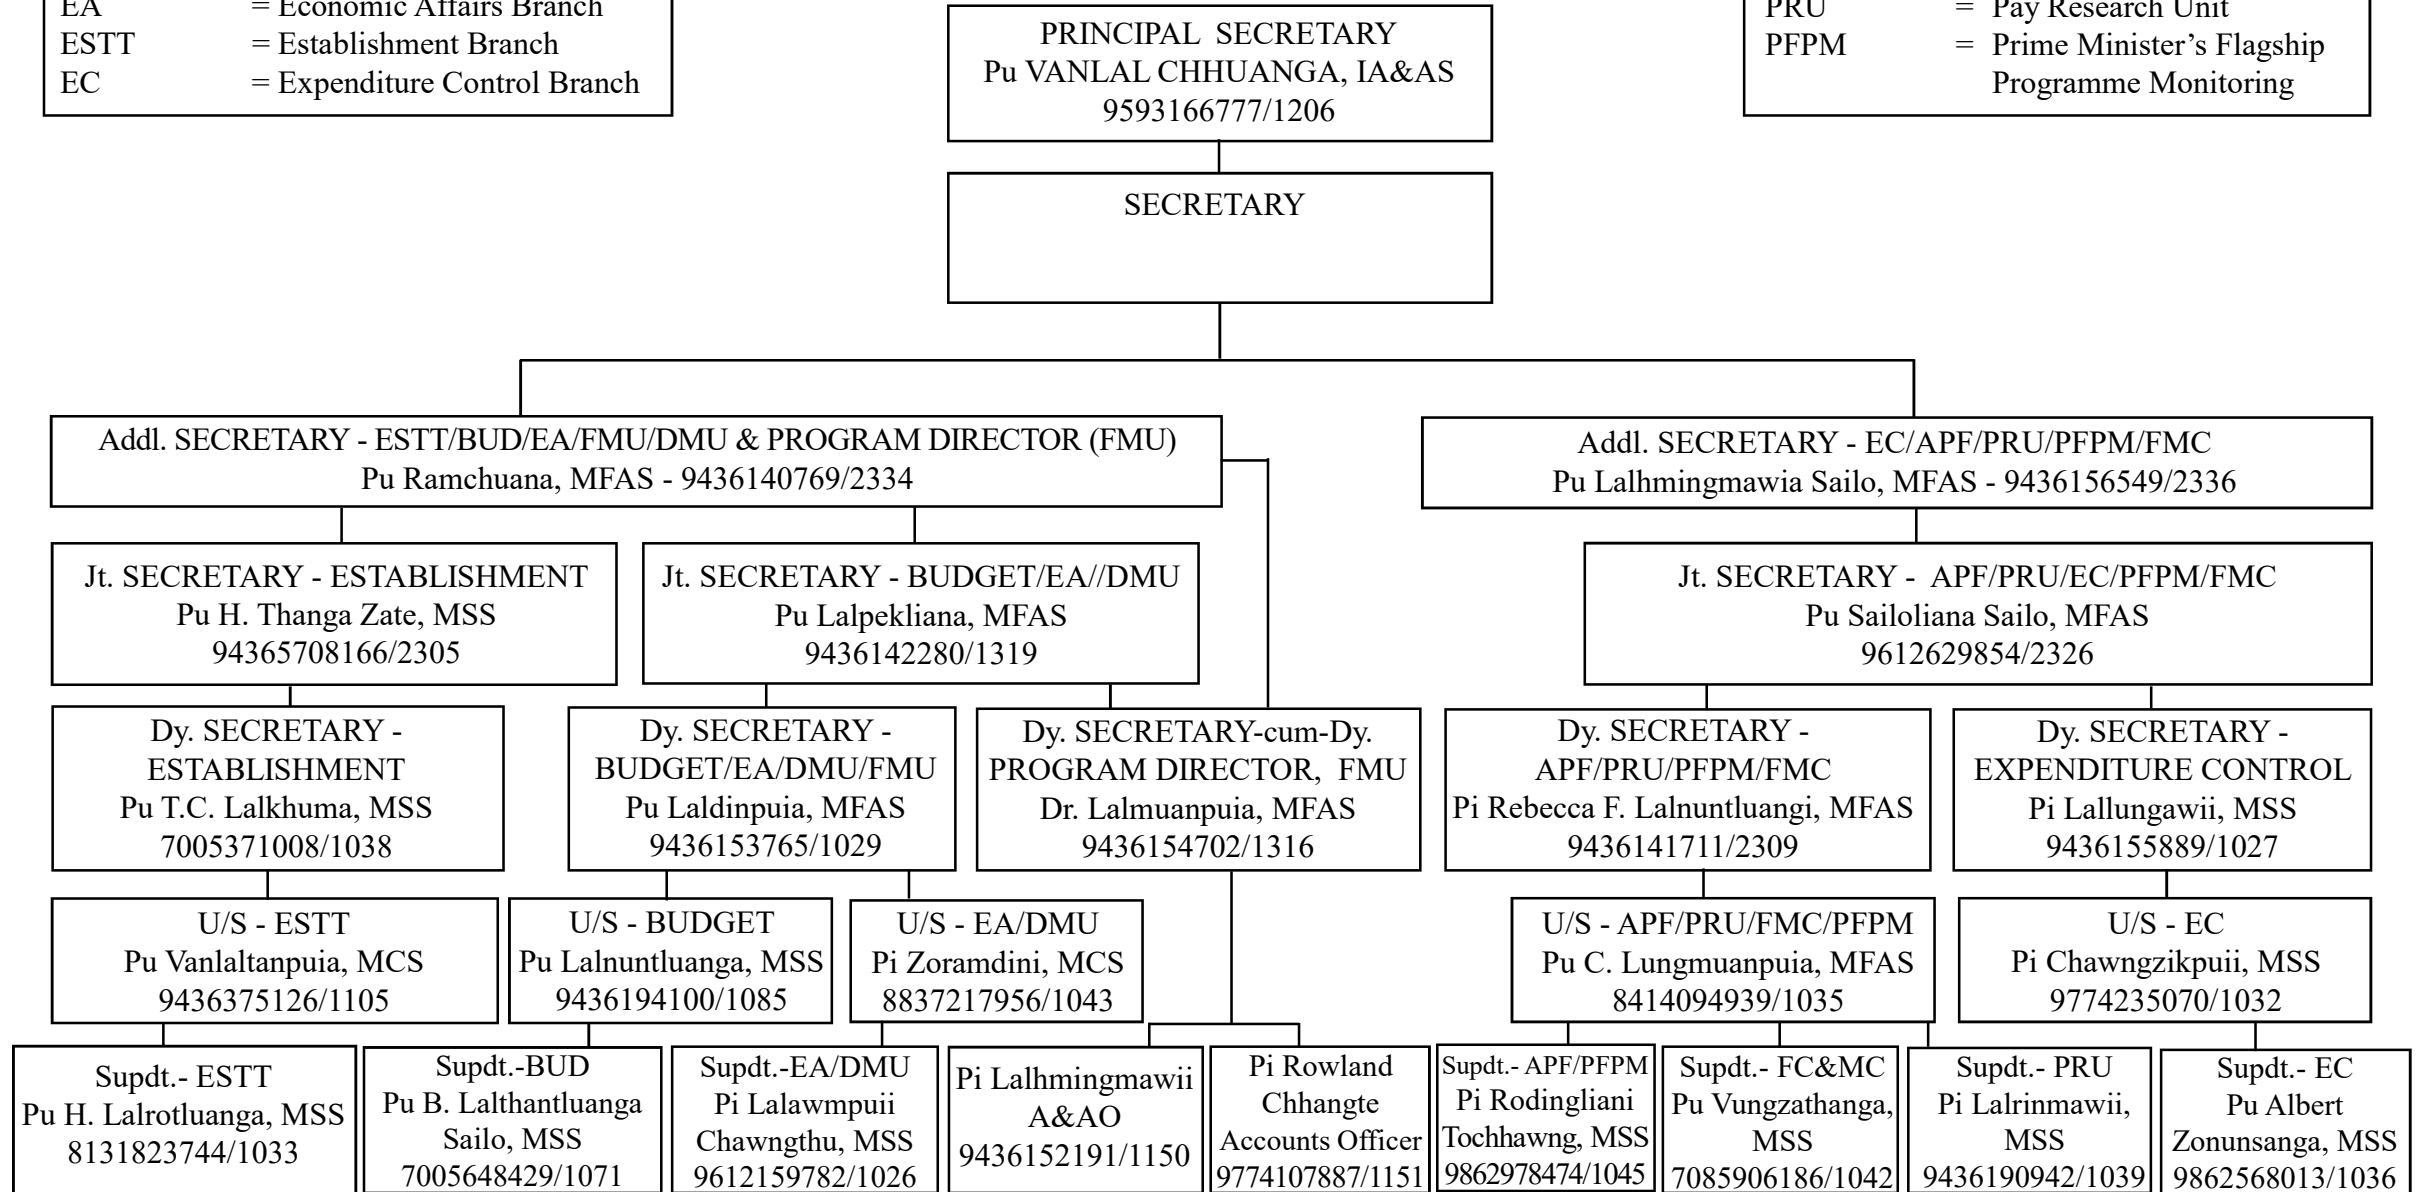 EA = Economic Affairs Branch
ESTT = Establishment Branch
EC = Expenditure Control Branch
PRINCIPAL SECRETARY
Pu VANLAL CHHUANGA, IA&AS
9593166777/1206
PRU = Pay Research Unit
PFPM = Prime Minister’s Flagship
Programme Monitoring
SECRETARY
Addl. SECRETARY - ESTT/BUD/EA/FMU/DMU & PROGRAM DIRECTOR (FMU)
Pu Ramchuana, MFAS - 9436140769/2334
Addl. SECRETARY - EC/APF/PRU/PFPM/FMC
Pu Lalhmingmawia Sailo, MFAS - 9436156549/2336
Jt. SECRETARY - ESTABLISHMENT
Pu H. Thanga Zate, MSS
94365708166/2305
Jt. SECRETARY - BUDGET/EA//DMU
Pu Lalpekliana, MFAS
9436142280/1319
Jt. SECRETARY - APF/PRU/EC/PFPM/FMC
Pu Sailoliana Sailo, MFAS
9612629854/2326
Dy. SECRETARY -
ESTABLISHMENT
Pu T.C. Lalkhuma, MSS
7005371008/1038
Dy. SECRETARY -
BUDGET/EA/DMU/FMU
Pu Laldinpuia, MFAS
9436153765/1029
Dy. SECRETARY-cum-Dy.
PROGRAM DIRECTOR, FMU
Dr. Lalmuanpuia, MFAS
9436154702/1316
Dy. SECRETARY -
APF/PRU/PFPM/FMC
Pi Rebecca F. Lalnuntluangi, MFAS
9436141711/2309
Dy. SECRETARY -
EXPENDITURE CONTROL
Pi Lallungawii, MSS
9436155889/1027
U/S - ESTT
Pu Vanlaltanpuia, MCS
9436375126/1105
U/S - BUDGET
Pu Lalnuntluanga, MSS
9436194100/1085
U/S - EA/DMU
Pi Zoramdini, MCS
8837217956/1043
U/S - APF/PRU/FMC/PFPM
Pu C. Lungmuanpuia, MFAS
8414094939/1035
U/S - EC
Pi Chawngzikpuii, MSS
9774235070/1032
Supdt.- ESTT
Pu H. Lalrotluanga, MSS
8131823744/1033
Supdt.-BUD
Pu B. Lalthantluanga
Sailo, MSS
7005648429/1071
Supdt.-EA/DMU
Pi Lalawmpuii
Chawngthu, MSS
9612159782/1026
Pi Lalhmingmawii
A&AO
9436152191/1150
Pi Rowland
Chhangte
Accounts Officer
9774107887/1151
Supdt.- APF/PFPM
Pi Rodingliani
Tochhawng, MSS
9862978474/1045
Supdt.- FC&MC
Pu Vungzathanga,
MSS
7085906186/1042
Supdt.- PRU
Pi Lalrinmawii,
MSS
9436190942/1039
Supdt.- EC
Pu Albert
Zonunsanga, MSS
9862568013/1036